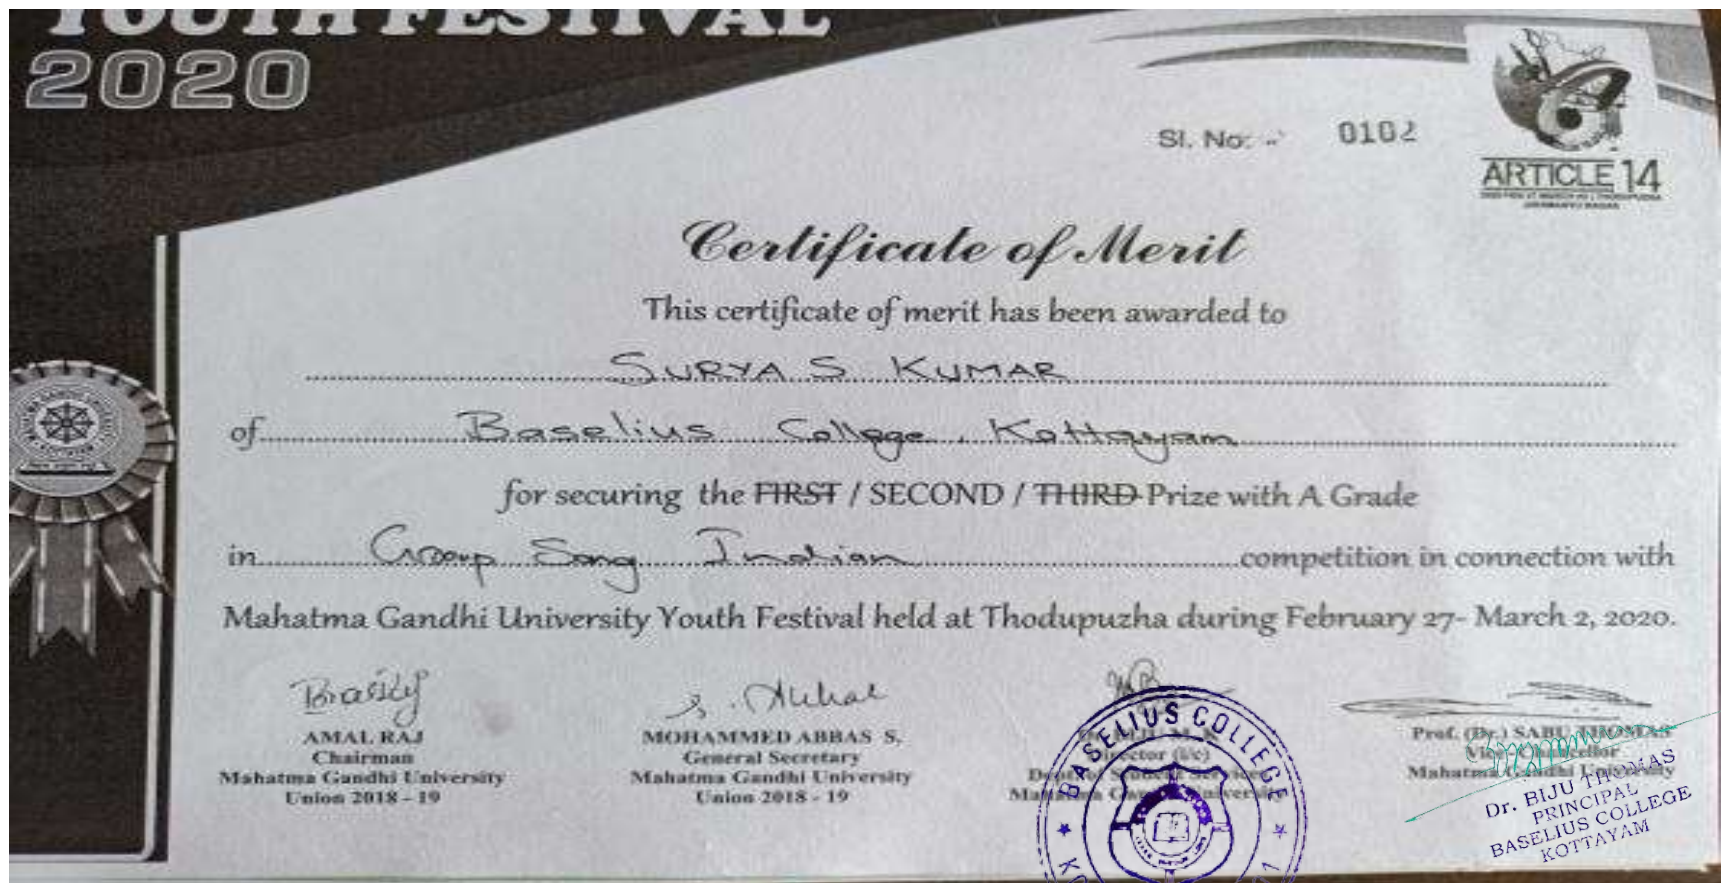 YOUTH FESTIVAL
2020
Sl. No: 0102
ARTICLE 14
Certificate of Merit
This certificate of merit has been awarded to
SURYA S KUMAR
of Baselius College, Kottayam
for securing the FIRST / SECOND / THIRD Prize with A Grade
in Group Song Indian competition in connection with
Mahatma Gandhi University Youth Festival held at Thodupuzha during February 27- March 2, 2020.
AMAL RAJ
Chairman
Mahatma Gandhi University
Union 2018 - 19
MOHAMMED ABBAS S,
General Secretary
Mahatma Gandhi University
Union 2018 - 19
Prof. (Dr.) SABU THOMAS
Vice Chancellor
Mahatma Gandhi University
BASELIUS COLLEGE
Dr. BIJU THOMAS
PRINCIPAL
BASELIUS COLLEGE
KOTTAYAM